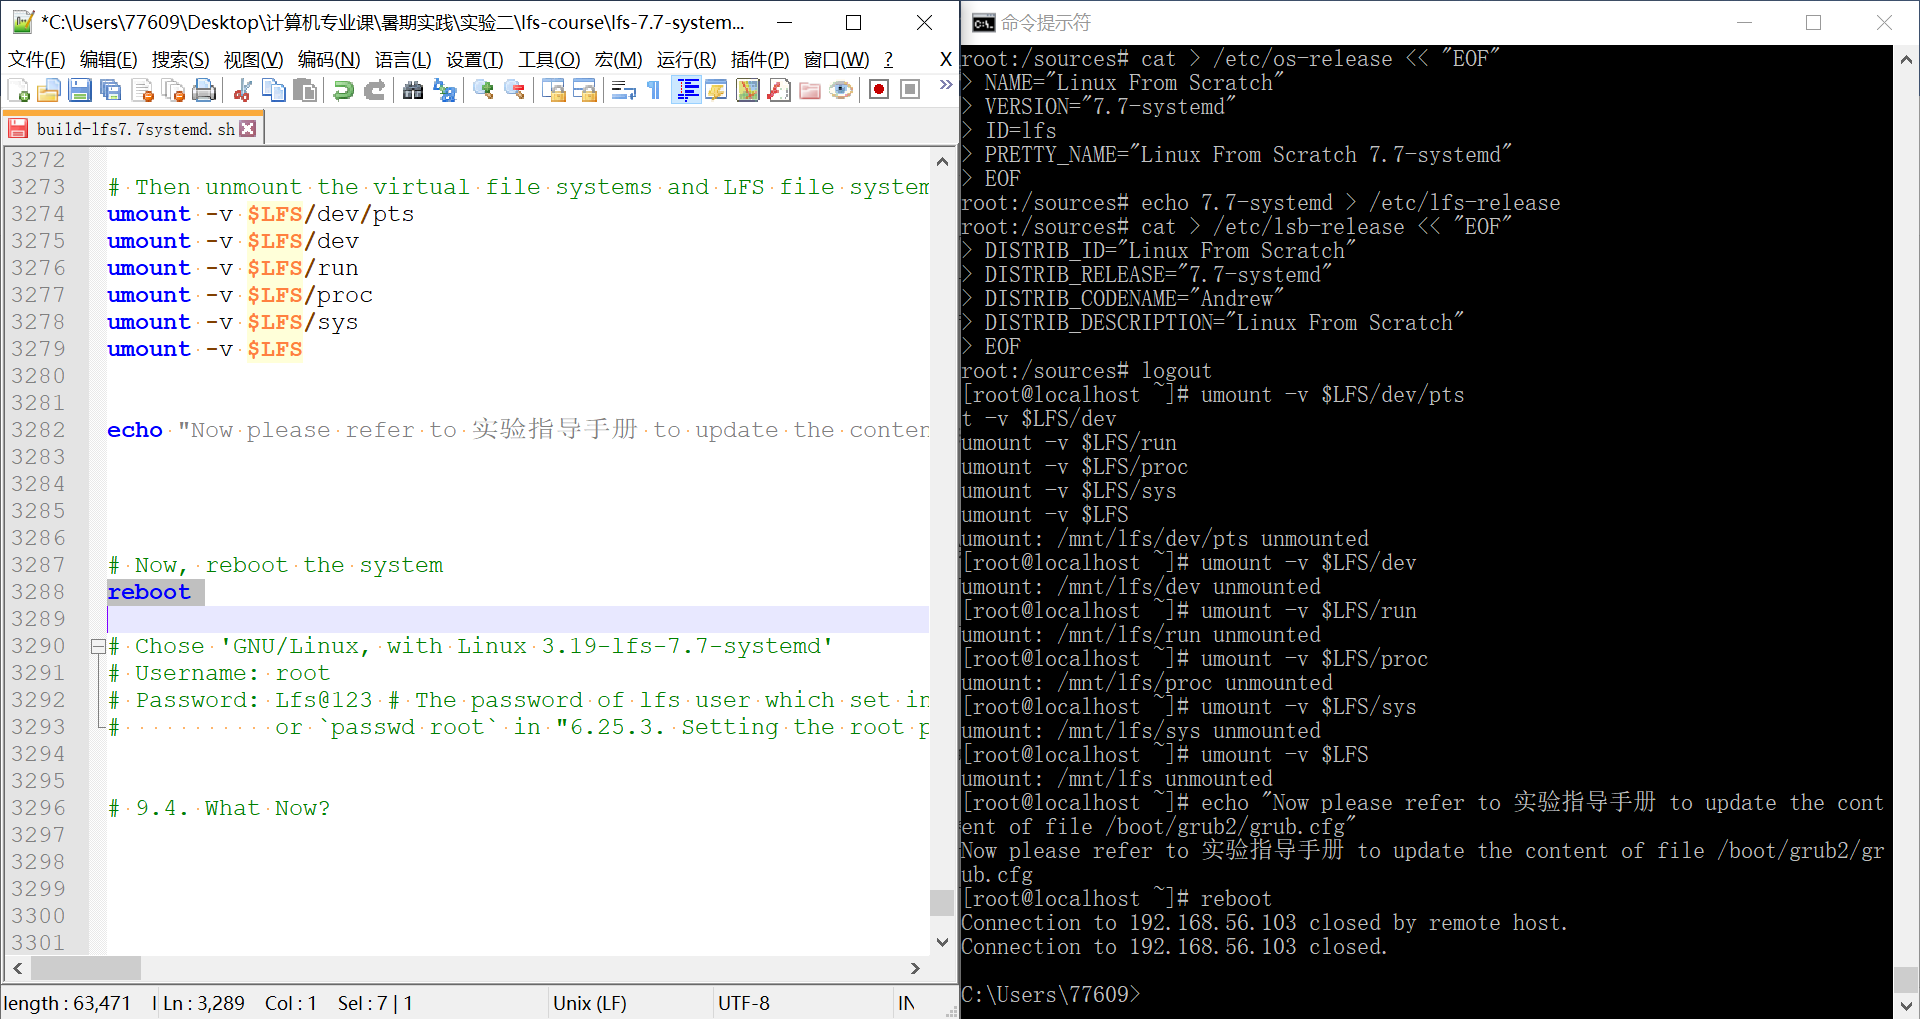 *C:\Users\77609\Desktop\计算机专业课\暑期实践\实验二\lfs-course\lfs-7.7-system...
文件(F) 编辑(E) 搜索(S) 视图(V) 编码(N) 语言(L) 设置(T) 工具(O) 宏(M) 运行(R) 插件(P) 窗口(W) ? X
build-lfs7.7systemd.sh
3272
3273 # Then unmount the virtual file systems and LFS file system
3274 umount -v $LFS/dev/pts
3275 umount -v $LFS/dev
3276 umount -v $LFS/run
3277 umount -v $LFS/proc
3278 umount -v $LFS/sys
3279 umount -v $LFS
3280
3281
3282 echo "Now please refer to 实验指导手册 to update the conten
3283
3284
3285
3286
3287 # Now, reboot the system
3288 reboot
3289
3290 # Chose 'GNU/Linux, with Linux 3.19-lfs-7.7-systemd'
3291 # Username: root
3292 # Password: Lfs@123 # The password of lfs user which set in
3293 # or `passwd root` in "6.25.3. Setting the root p
3294
3295
3296 # 9.4. What Now?
3297
3298
3299
3300
3301
length : 63,471 l Ln : 3,289 Col : 1 Sel : 7 | 1 Unix (LF) UTF-8 IN
命令提示符
root:/sources# cat > /etc/os-release << "EOF"
> NAME="Linux From Scratch"
> VERSION="7.7-systemd"
> ID=lfs
> PRETTY_NAME="Linux From Scratch 7.7-systemd"
> EOF
root:/sources# echo 7.7-systemd > /etc/lfs-release
root:/sources# cat > /etc/lsb-release << "EOF"
> DISTRIB_ID="Linux From Scratch"
> DISTRIB_RELEASE="7.7-systemd"
> DISTRIB_CODENAME="Andrew"
> DISTRIB_DESCRIPTION="Linux From Scratch"
> EOF
root:/sources# logout
[root@localhost ~]# umount -v $LFS/dev/pts
t -v $LFS/dev
umount -v $LFS/run
umount -v $LFS/proc
umount -v $LFS/sys
umount -v $LFS
umount: /mnt/lfs/dev/pts unmounted
[root@localhost ~]# umount -v $LFS/dev
umount: /mnt/lfs/dev unmounted
[root@localhost ~]# umount -v $LFS/run
umount: /mnt/lfs/run unmounted
[root@localhost ~]# umount -v $LFS/proc
umount: /mnt/lfs/proc unmounted
[root@localhost ~]# umount -v $LFS/sys
umount: /mnt/lfs/sys unmounted
[root@localhost ~]# umount -v $LFS
umount: /mnt/lfs unmounted
[root@localhost ~]# echo "Now please refer to 实验指导手册 to update the cont
ent of file /boot/grub2/grub.cfg"
Now please refer to 实验指导手册 to update the content of file /boot/grub2/gr
ub.cfg
[root@localhost ~]# reboot
Connection to 192.168.56.103 closed by remote host.
Connection to 192.168.56.103 closed.
C:\Users\77609>